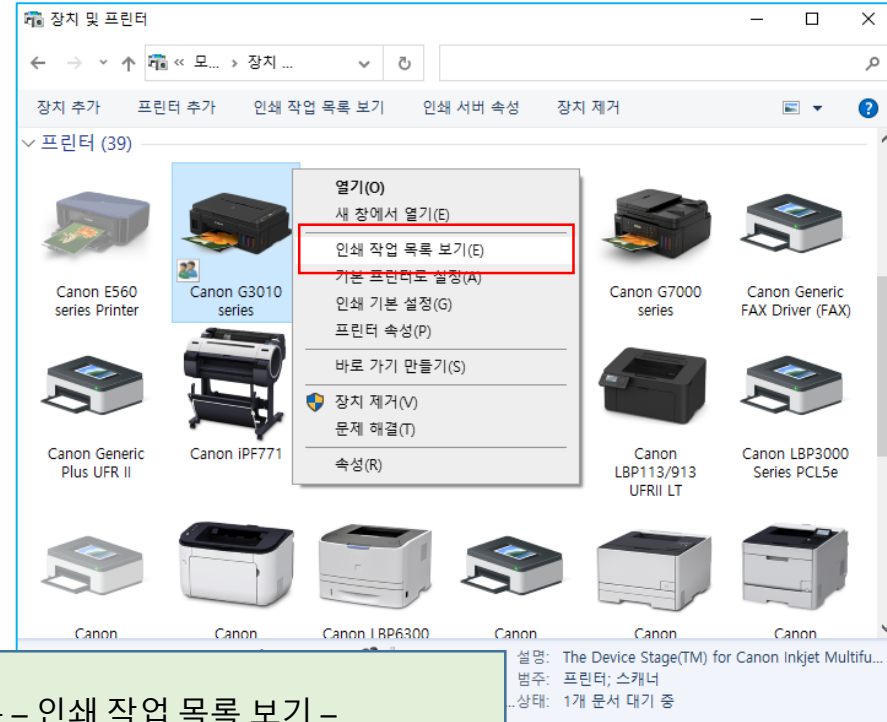 장치 및 프린터
« 모... › 장치 ...
장치 추가 프린터 추가 인쇄 작업 목록 보기 인쇄 서버 속성 장치 제거
프린터 (39)
열기(O)
새 창에서 열기(E)
인쇄 작업 목록 보기(E)
기본 프린터로 설정(A)
인쇄 기본 설정(G)
프린터 속성(P)
바로 가기 만들기(S)
장치 제거(V)
문제 해결(T)
속성(R)
Canon E560
series Printer
Canon G3010
series
Canon G7000
series
Canon Generic
FAX Driver (FAX)
Canon Generic
Plus UFR II
Canon iPF771
Canon
LBP113/913
UFRII LT
Canon LBP3000
Series PCL5e
Canon
Canon
Canon LBP6300
Canon
Canon
Canon
설명: The Device Stage(TM) for Canon Inkjet Multifu...
범주: 프린터; 스캐너
...상태: 1개 문서 대기 중
– 인쇄 작업 목록 보기 –